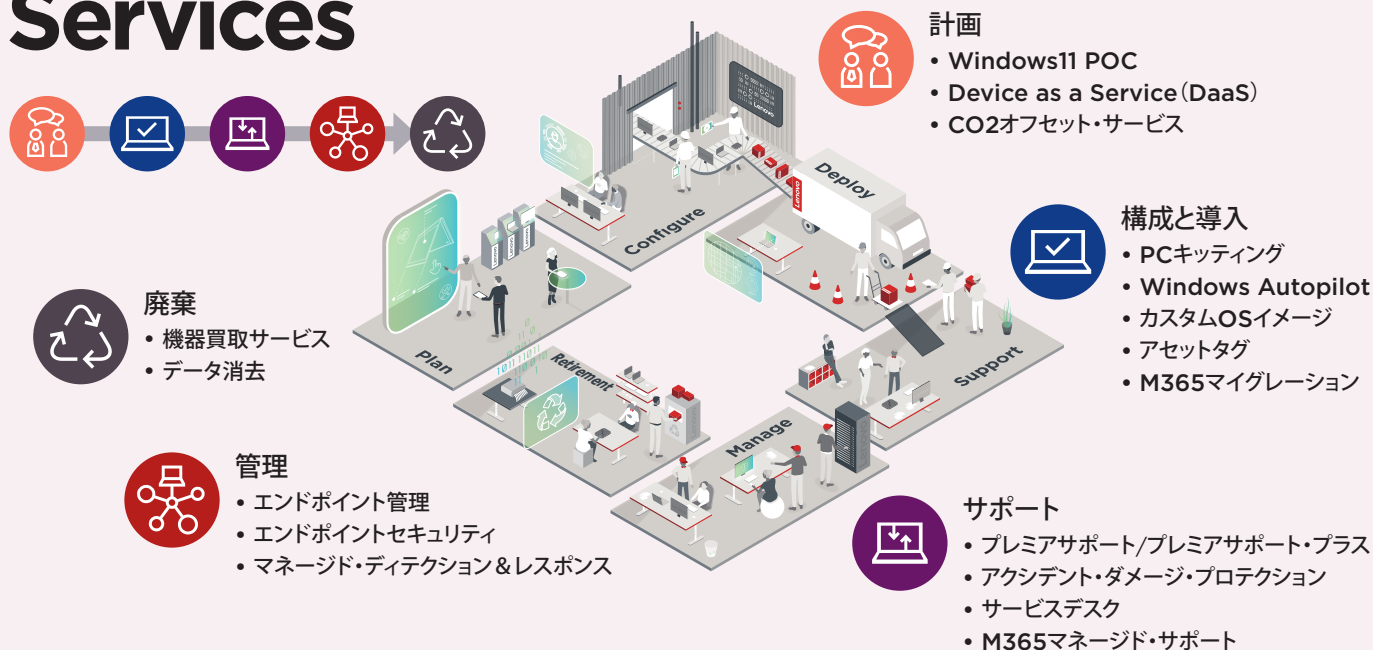 Services
計画
• Windows11 POC
• Device as a Service（DaaS）
• CO2オフセット・サービス
構成と導入
• PCキッティング
• Windows Autopilot
• カスタムOSイメージ
• アセットタグ
• M365マイグレーション
サポート
• プレミアサポート/プレミアサポート・プラス
• アクシデント・ダメージ・プロテクション
• サービスデスク
• M365マネージド・サポート
管理
• エンドポイント管理
• エンドポイントセキュリティ
• マネージド・ディテクション＆レスポンス
廃棄
• 機器買取サービス
• データ消去
Plan
Configure
Lenovo
Deploy
Lenovo
Support
Manage
Retirement
Lenovo
Lenovo
Lenovo